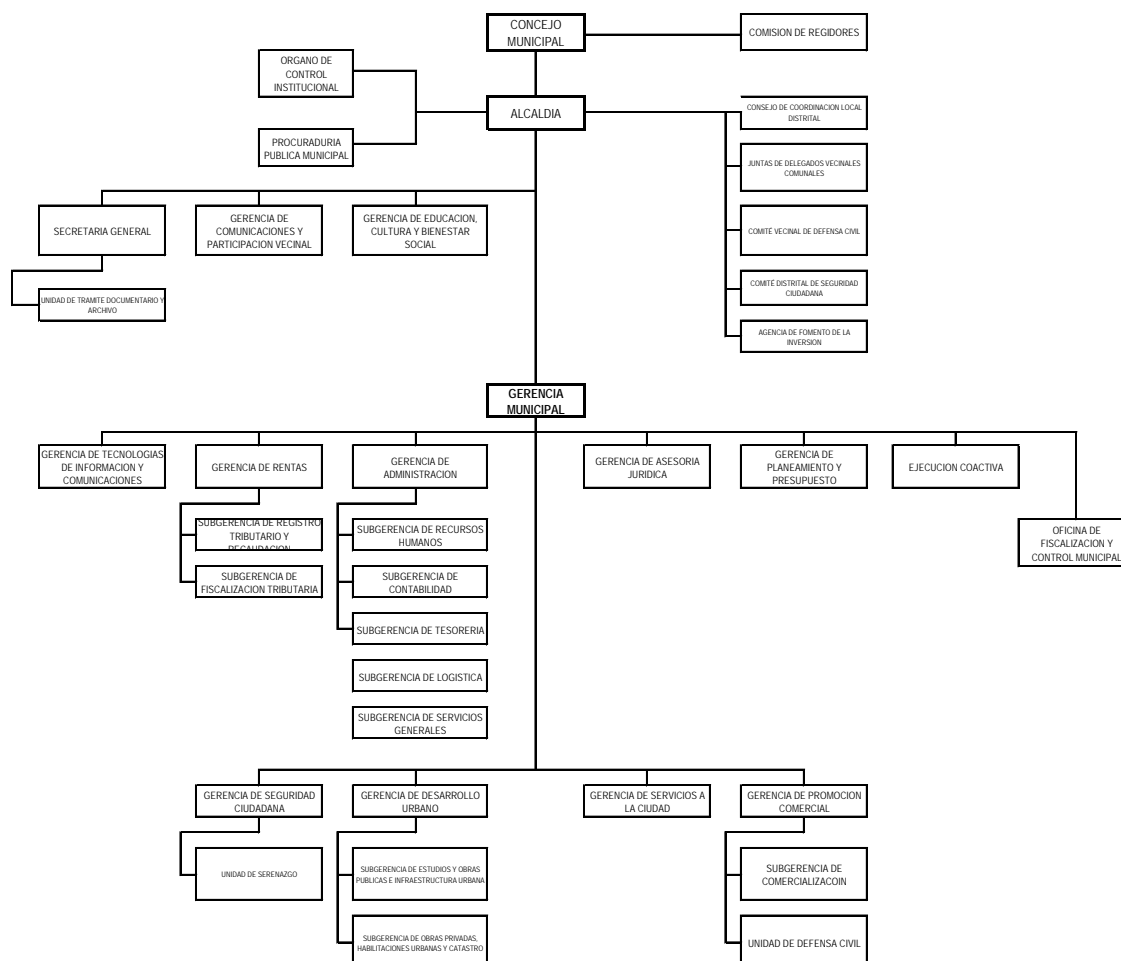 CONCEJO
MUNICIPAL
COMISION DE REGIDORES
ORGANO DE
CONTROL
INSTITUCIONAL
ALCALDIA
CONSEJO DE COORDINACION LOCAL
DISTRITAL
PROCURADURIA
PUBLICA MUNICIPAL
JUNTAS DE DELEGADOS VECINALES
COMUNALES
SECRETARIA GENERAL
GERENCIA DE
COMUNICACIONES Y
PARTICIPACION VECINAL
GERENCIA DE EDUCACION,
CULTURA Y BIENESTAR
SOCIAL
COMITÉ VECINAL DE DEFENSA CIVIL
UNIDAD DE TRAMITE DOCUMENTARIO Y
ARCHIVO
COMITÉ DISTRITAL DE SEGURIDAD
CIUDADANA
AGENCIA DE FOMENTO DE LA
INVERSION
GERENCIA
MUNICIPAL
GERENCIA DE TECNOLOGIAS
DE INFORMACION Y
COMUNICACIONES
GERENCIA DE RENTAS
GERENCIA DE
ADMINISTRACION
GERENCIA DE ASESORIA
JURIDICA
GERENCIA DE
PLANEAMIENTO Y
PRESUPUESTO
EJECUCION COACTIVA
SUBGERENCIA DE REGISTRO
TRIBUTARIO Y
RECAUDACION
SUBGERENCIA DE RECURSOS
HUMANOS
OFICINA DE
FISCALIZACION Y
CONTROL MUNICIPAL
SUBGERENCIA DE
FISCALIZACION TRIBUTARIA
SUBGERENCIA DE
CONTABILIDAD
SUBGERENCIA DE TESORERIA
SUBGERENCIA DE LOGISTICA
SUBGERENCIA DE SERVICIOS
GENERALES
GERENCIA DE SEGURIDAD
CIUDADANA
GERENCIA DE DESARROLLO
URBANO
GERENCIA DE SERVICIOS A
LA CIUDAD
GERENCIA DE PROMOCION
COMERCIAL
UNIDAD DE SERENAZGO
SUBGERENCIA DE ESTUDIOS Y OBRAS
PUBLICAS E INFRAESTRUCTURA URBANA
SUBGERENCIA DE
COMERCIALIZACOIN
SUBGERENCIA DE OBRAS PRIVADAS,
HABILITACIONES URBANAS Y CATASTRO
UNIDAD DE DEFENSA CIVIL